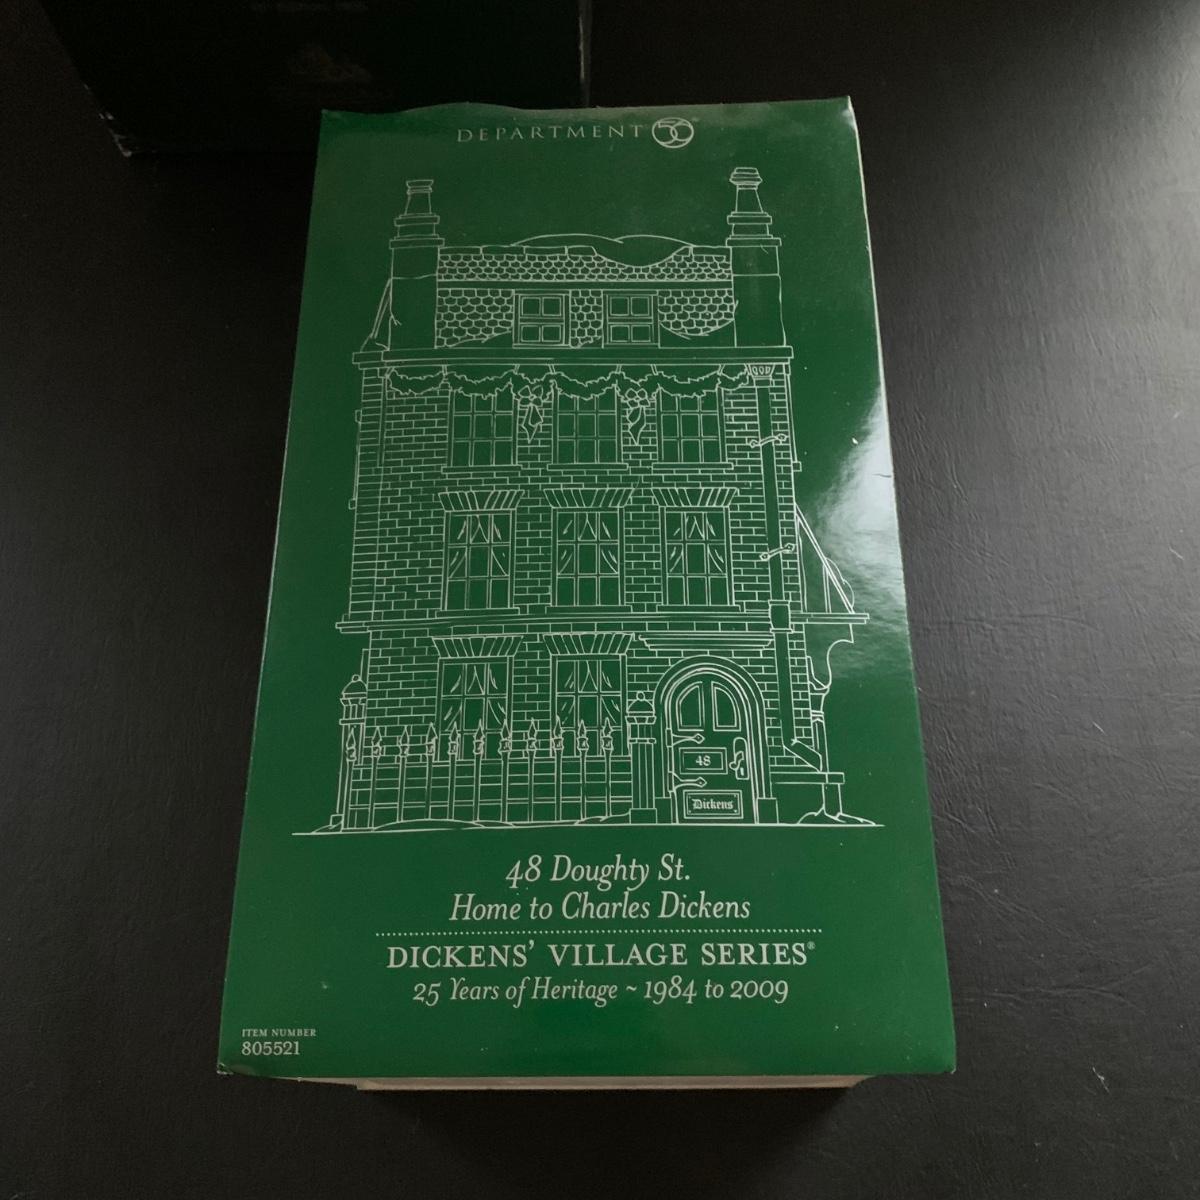 DEPARTMENT 56®
48
Dickens
48 Doughty St.
Home to Charles Dickens
DICKENS' VILLAGE SERIES®
25 Years of Heritage ~ 1984 to 2009
ITEM NUMBER
805521